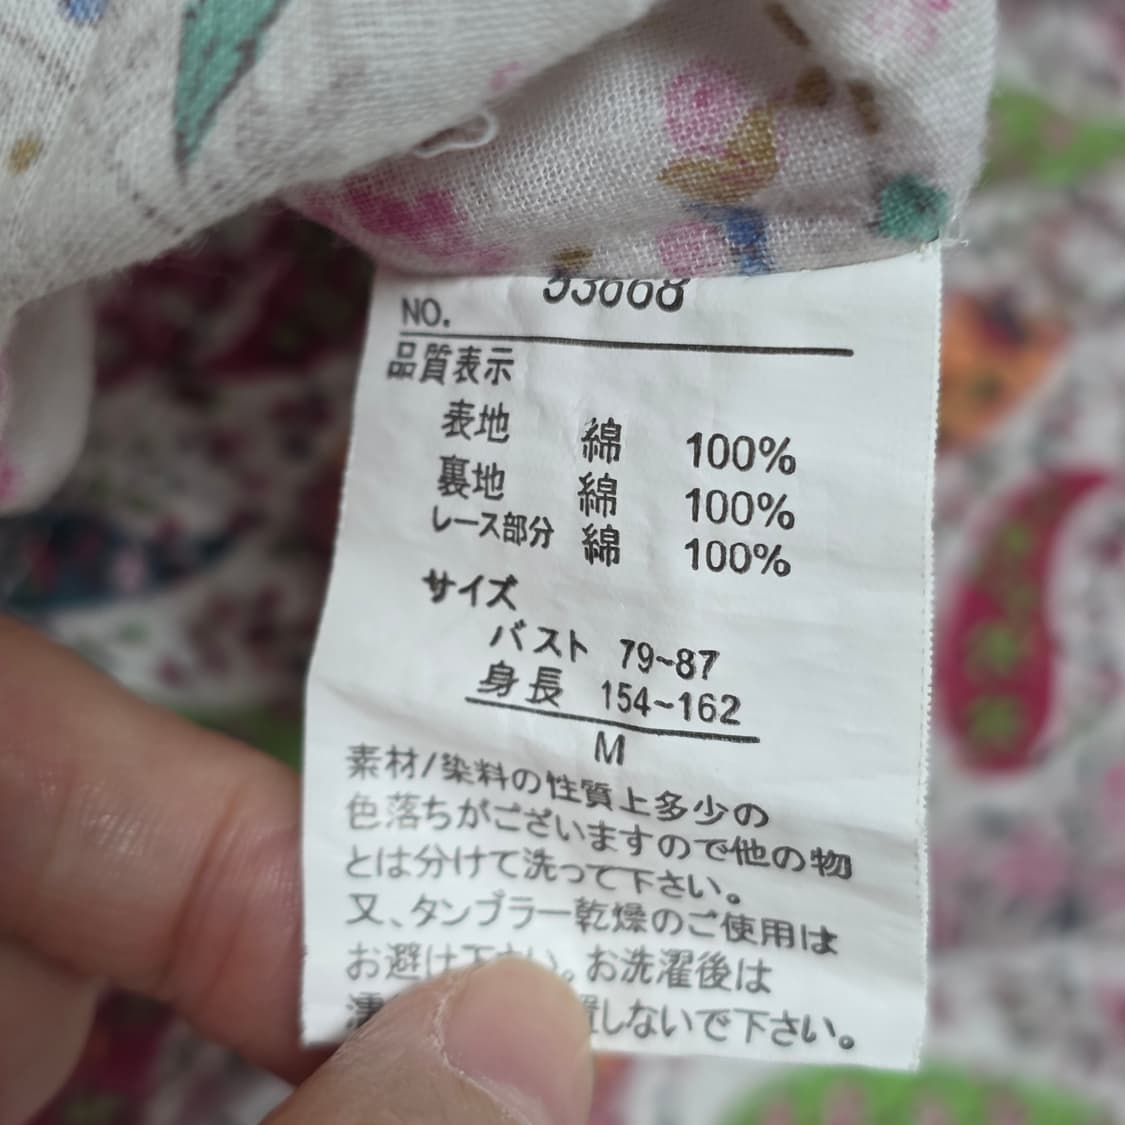 NO.
品質表示
表地 綿 100%
裏地 綿 100%
レース部分 綿 100%
サイズ
バスト 79~87
身長 154~162
M
素材/染料の性質上多少の
色落ちがございますので他の物
とは分けて洗って下さい。
又、タンブラー乾燥のご使用は
お避け下さい。お洗濯後は
しないで下さい。